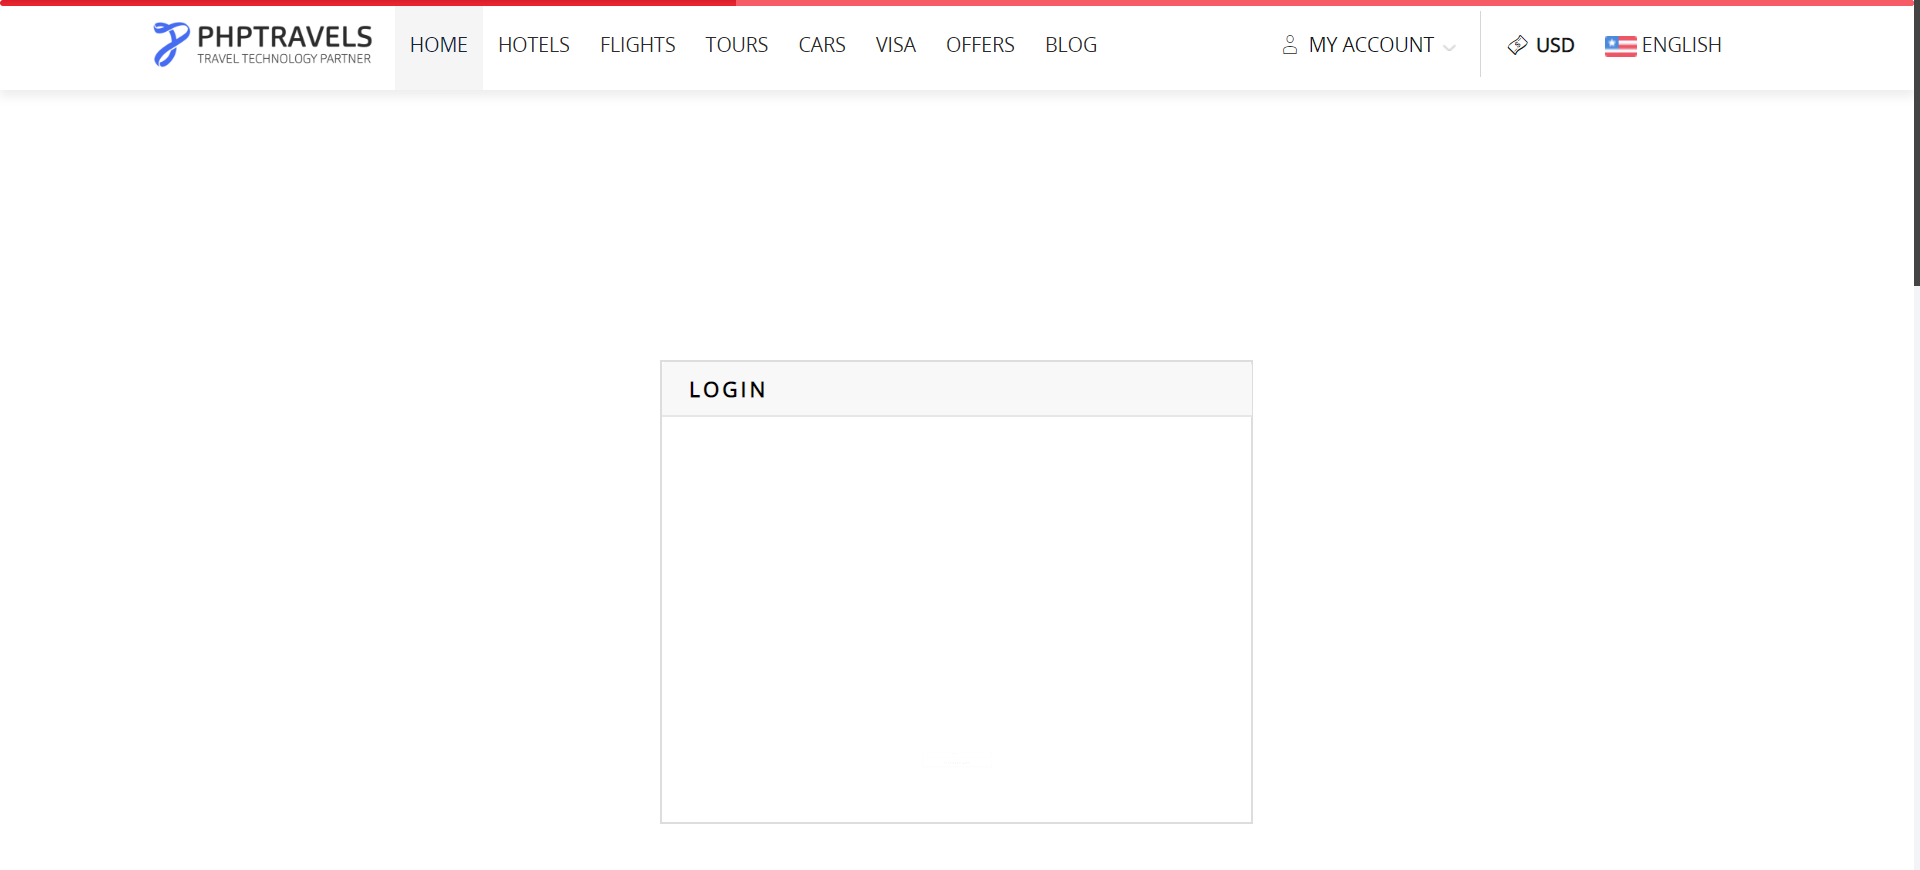 PHPTRAVELS
TRAVEL TECHNOLOGY PARTNER
HOME HOTELS FLIGHTS TOURS CARS VISA OFFERS BLOG MY ACCOUNT USD ENGLISH
LOGIN